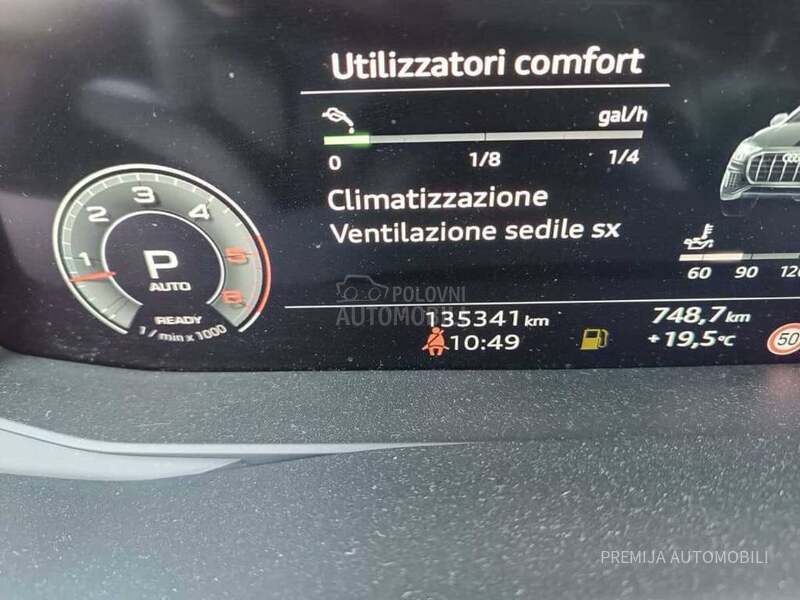 Utilizzatori comfort
gal/h
0 1/8 1/4
Climatizzazione
Ventilazione sedile sx
1 2 3 4 5 6
P
AUTO
READY
1 / min x 1000
60 90 120
POLOVNI
AUTOMOBILI
135341 km
748,7 km
10:49
+19,5 °C
50
PREMIJA AUTOMOBILI